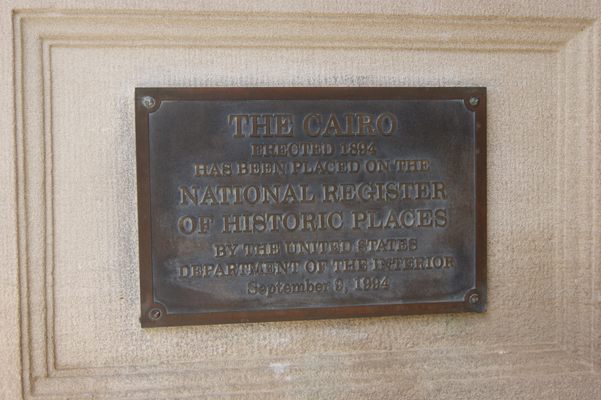 THE CAIRO
ERECTED 1894
HAS BEEN PLACED ON THE
NATIONAL REGISTER
OF HISTORIC PLACES
BY THE UNITED STATES
DEPARTMENT OF THE INTERIOR
September 9, 1994